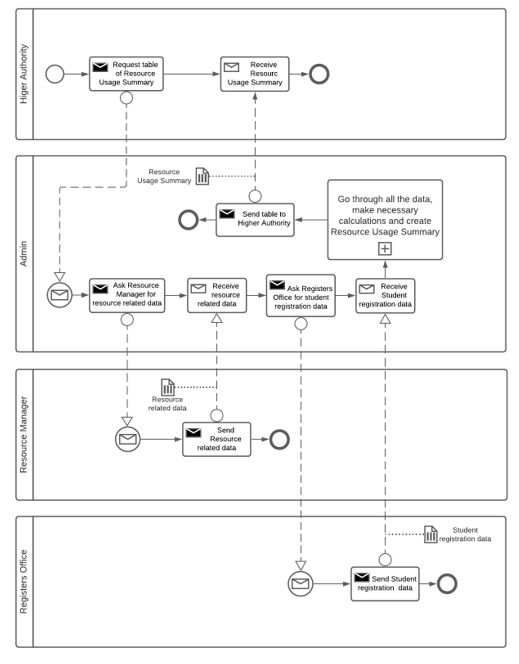 Higer Authority
Request table
of Resource
Usage Summary
Receive
Resourc
Usage Summary
Admin
Resource
Usage Summary
Send table to
Higher Authority
Go through all the data,
make necessary
calculations and create
Resource Usage Summary
Ask Resource
Manager for
resource related data
Receive
resource
related data
Ask Registers
Office for student
registration data
Receive
Student
registration data
Resource Manager
Resource
related data
Send
Resource
related data
Registers Office
Student
registration data
Send Student
registration data